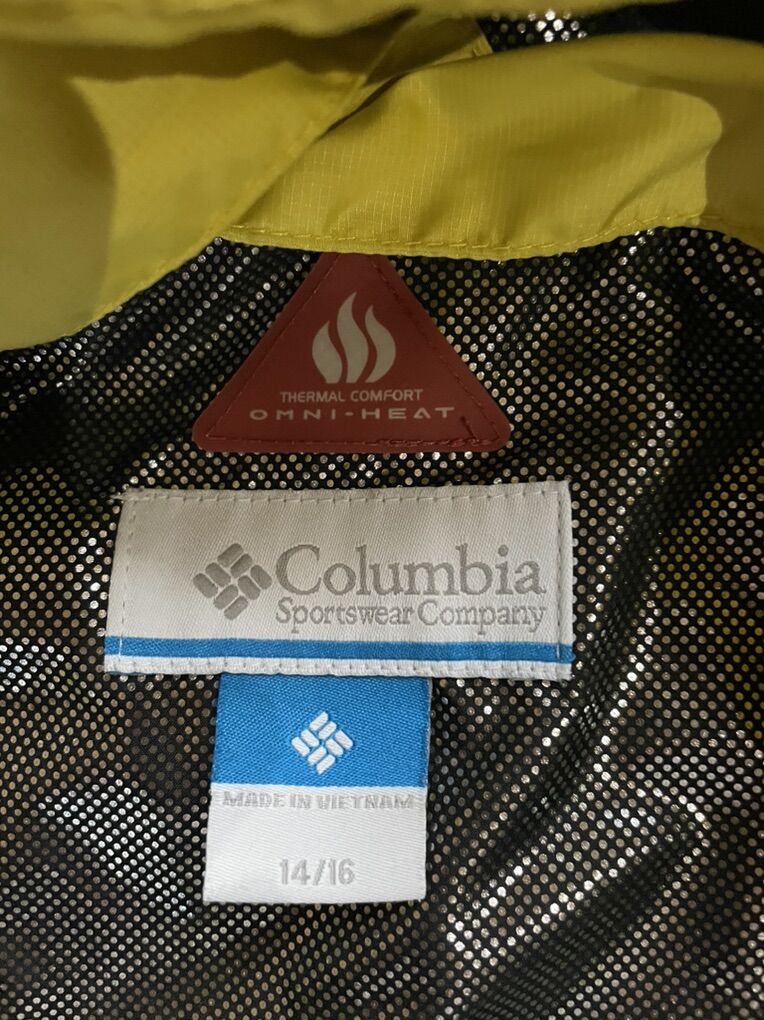 THERMAL COMFORT
OMNI-HEAT
Columbia
Sportswear Company
MADE IN VIETNAM
14/16